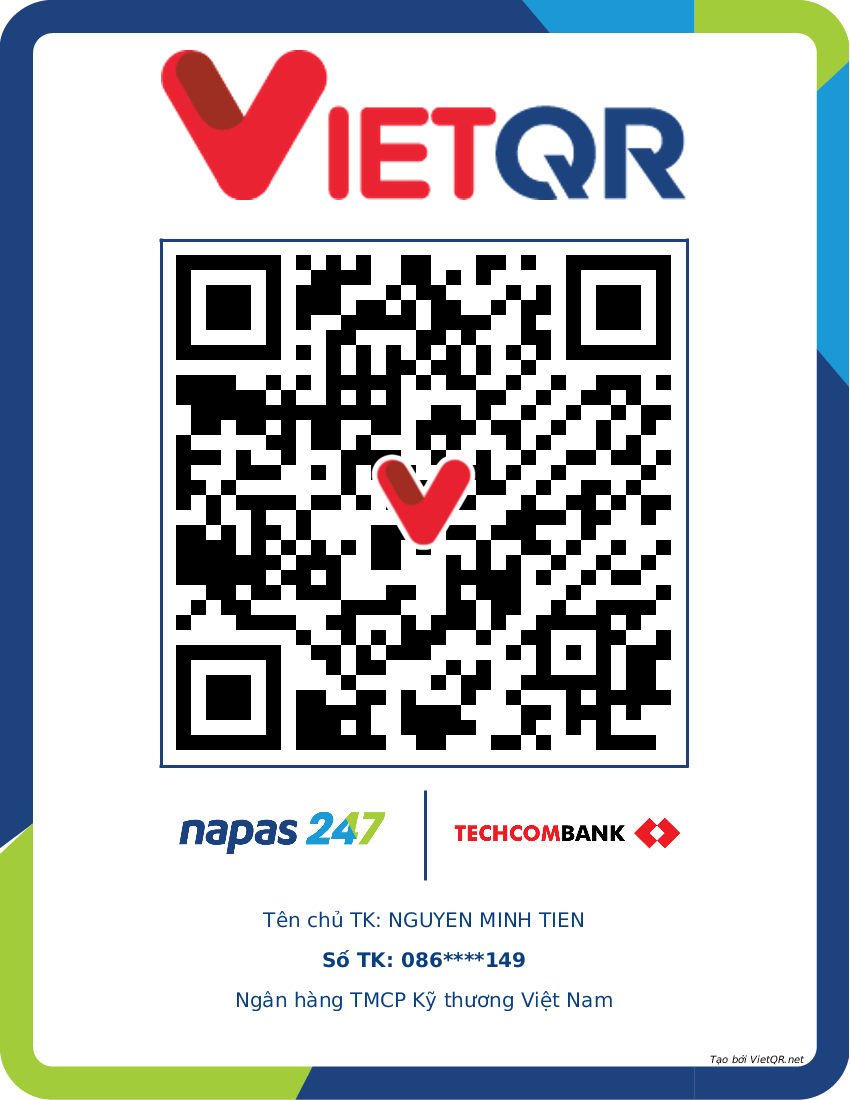 VIETQR
napas 247
TECHCOMBANK
Tên chủ TK: NGUYEN MINH TIEN
Số TK: 086****149
Ngân hàng TMCP Kỹ thương Việt Nam
Tạo bởi VietQR.net